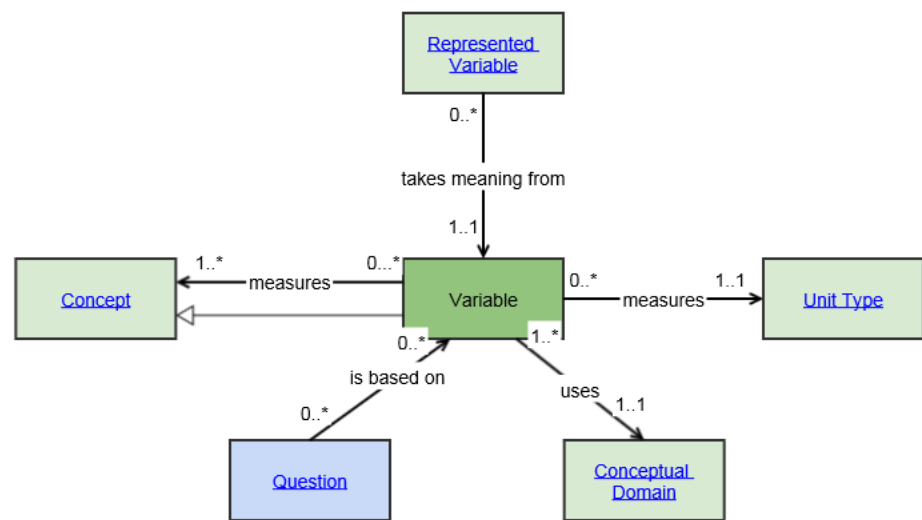 Represented
Variable
0..*
takes meaning from
1..1
1..*
measures
0...*
Concept
Variable
0..*
measures
1..1
Unit Type
0..*
1..*
is based on
uses
0..*
1..1
Question
Conceptual
Domain